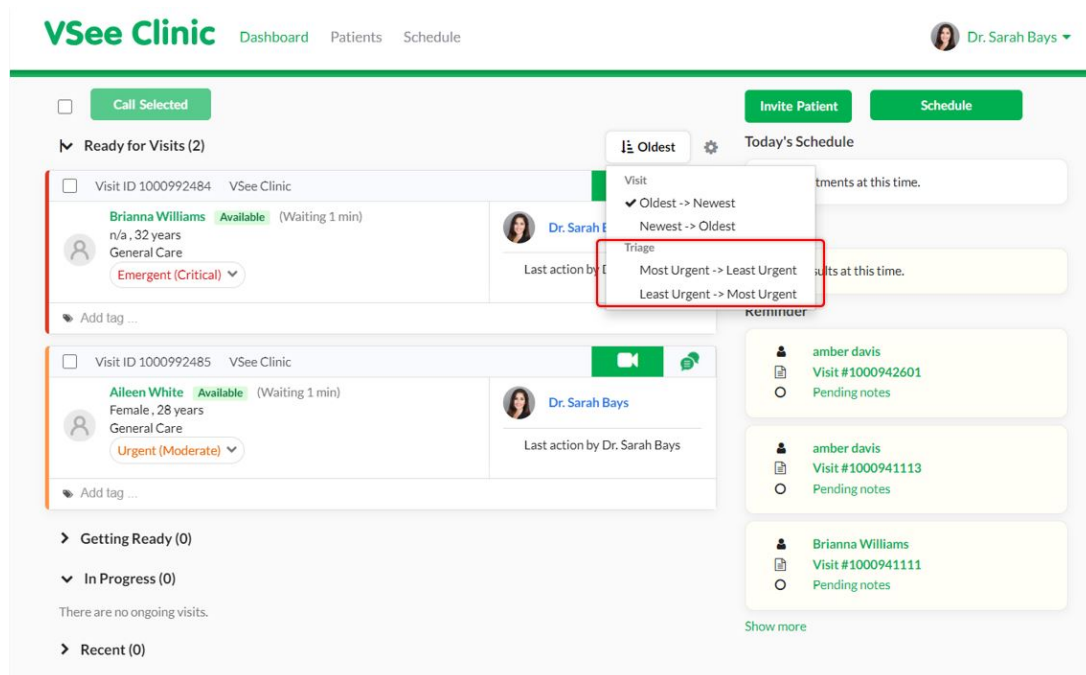 VSee Clinic Dashboard Patients Schedule Dr. Sarah Bays
Call Selected
Ready for Visits (2)
Oldest
Visit
Oldest -> Newest
Newest -> Oldest
Triage
Most Urgent -> Least Urgent
Least Urgent -> Most Urgent
Visit ID 1000992484 VSee Clinic
Brianna Williams Available (Waiting 1 min)
n/a , 32 years
General Care
Emergent (Critical)
Dr. Sarah
Last action by
Add tag ...
Visit ID 1000992485 VSee Clinic
Aileen White Available (Waiting 1 min)
Female , 28 years
General Care
Urgent (Moderate)
Dr. Sarah Bays
Last action by Dr. Sarah Bays
Add tag ...
Getting Ready (0)
In Progress (0)
There are no ongoing visits.
Recent (0)
Invite Patient Schedule
Today's Schedule
at this time.
at this time.
Reminder
amber davis
Visit #1000942601
Pending notes
amber davis
Visit #1000941113
Pending notes
Brianna Williams
Visit #1000941111
Pending notes
Show more